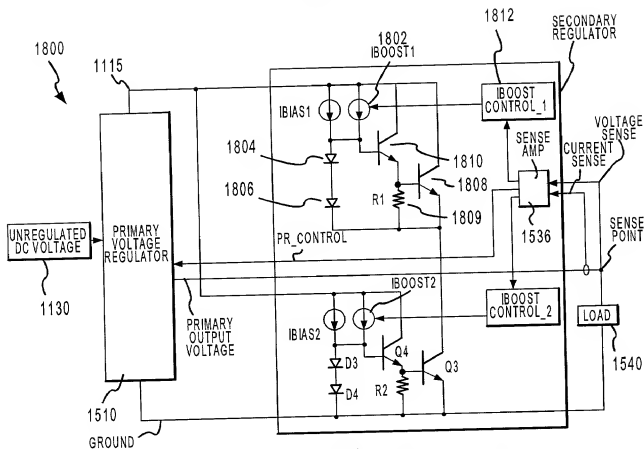 1800
1115
1802
IBOOST1
1812
SECONDARY
REGULATOR
IBIAS1
IBOOST
CONTROL_1
VOLTAGE
SENSE
CURRENT
SENSE
SENSE
AMP
1804
1810
1806
1808
R1
1809
1536
UNREGULATED
DC VOLTAGE
1130
PRIMARY
VOLTAGE
REGULATOR
PR_CONTROL
SENSE
POINT
IBOOST2
IBOOST
CONTROL_2
LOAD
PRIMARY
OUTPUT
VOLTAGE
IBIAS2
D3
Q4
Q3
1540
D4
R2
1510
GROUND